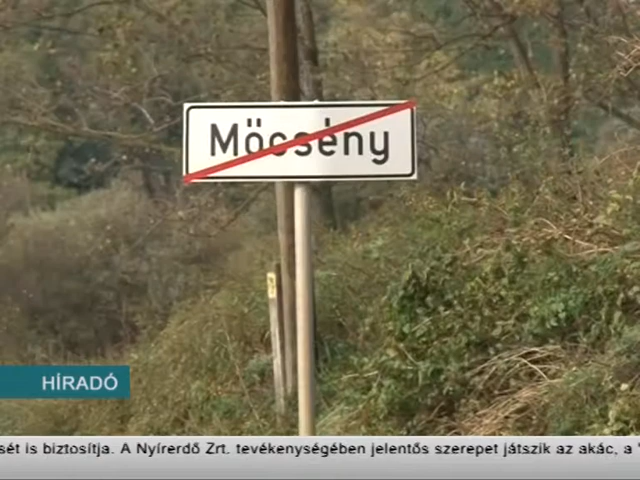 Möcsény
HÍRADÓ
sét is biztosítja. A Nyírerdő Zrt. tevékenységében jelentős szerepet játszik az akác, a